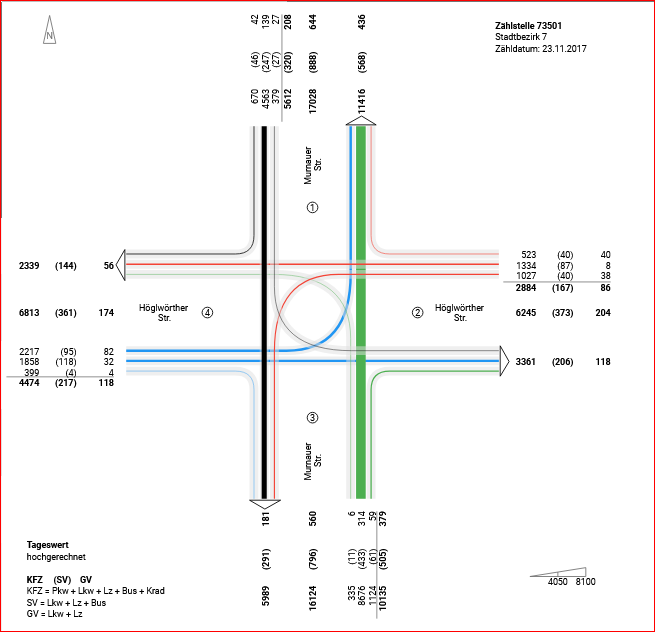 N
42 139 27 208 644 436
(46) (247) (27) (320) (888) (568)
670 4563 379 5612 17028 11416
Zählstelle 73501
Stadtbezirk 7
Zähldatum: 23.11.2017
Murnauer
Str.
1
2339 (144) 56
523 (40) 40
1334 (87) 8
1027 (40) 38
2884 (167) 86
6813 (361) 174
Höglwörther
Str.
4
2
Höglwörther
Str.
6245 (373) 204
2217 (95) 82
1858 (118) 32
399 (4) 4
4474 (217) 118
3361 (206) 118
3
Murnauer
Str.
181 560 6 314 59 379
(291) (796) (11) (433) (61) (505)
5989 16124 335 8676 1124 10135
Tageswert
hochgerechnet
KFZ (SV) GV
KFZ = Pkw + Lkw + Lz + Bus + Krad
SV = Lkw + Lz + Bus
GV = Lkw + Lz
4050 8100